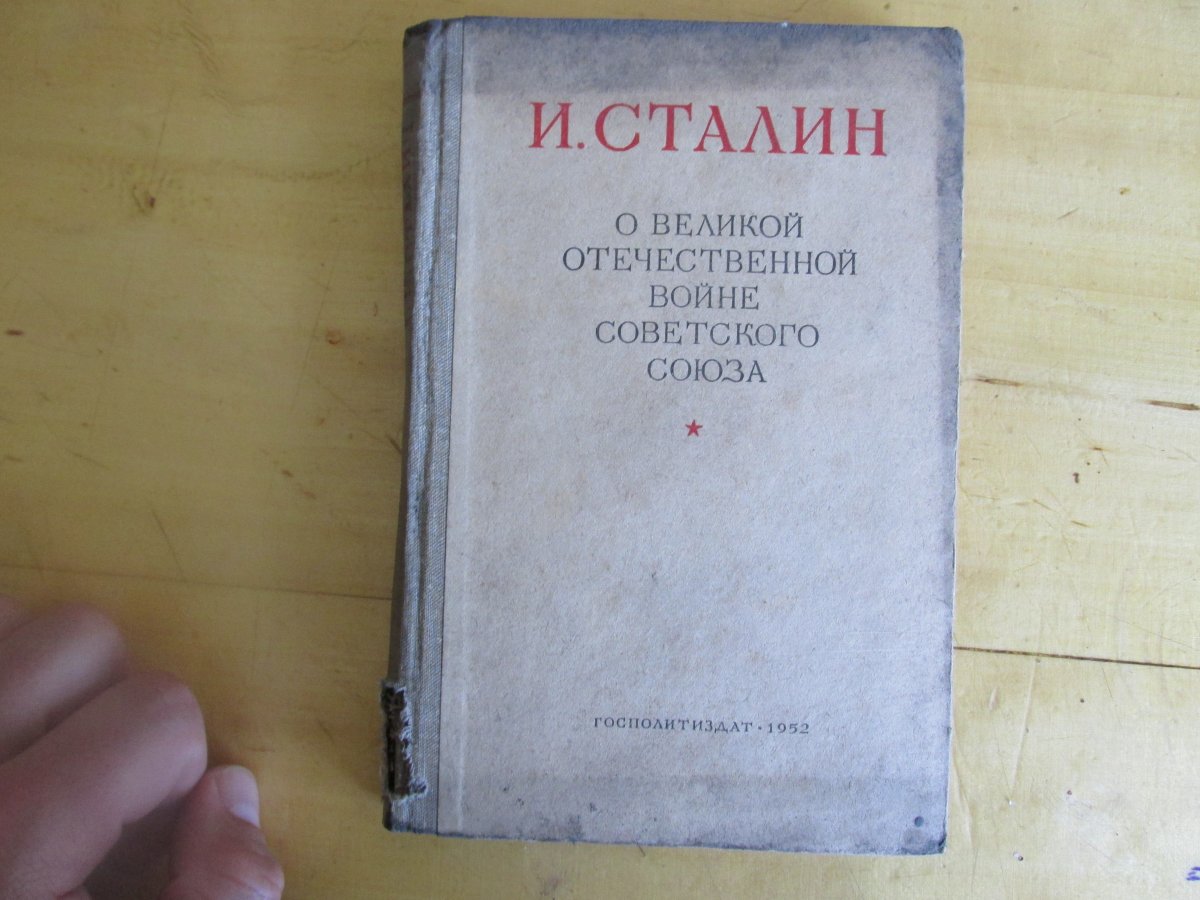 И. СТАЛИН
О ВЕЛИКОЙ
ОТЕЧЕСТВЕННОЙ
ВОЙНЕ
СОВЕТСКОГО
СОЮЗА
ГОСПОЛИТИЗДАТ · 1952